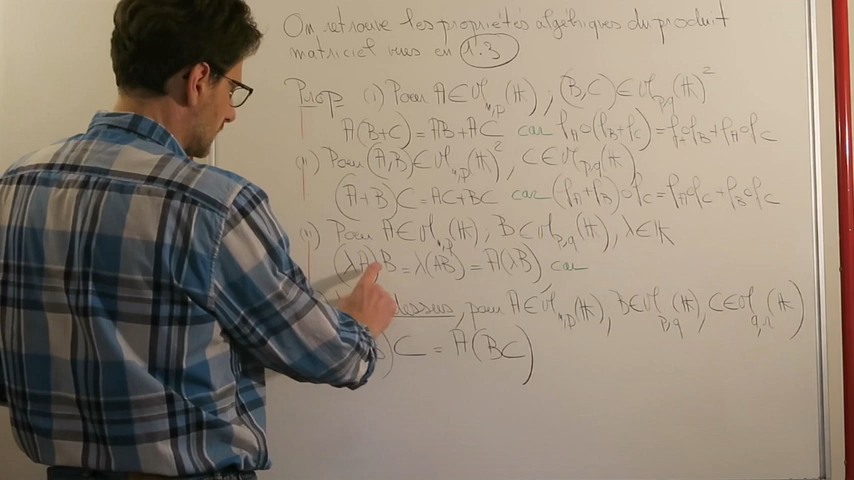 On retrouve les propriétés algébriques du produit
matriciel vues en 1.3
Prop (i) Pour A∈ℳ_{n,p}(𝕂), (B,C)∈ℳ_{p,q}(𝕂)²
A(B+C) = AB+AC car f_A∘(f_B+f_C) = f_A∘f_B+f_A∘f_C
(ii) Pour (A,B)∈ℳ_{n,p}(𝕂)², C∈ℳ_{p,q}(𝕂)
(A+B)C = AC+BC car (f_A+f_B)∘f_C = f_A∘f_C+f_B∘f_C
Pour A∈ℳ_{n,p}(𝕂), B∈ℳ_{p,q}(𝕂), λ∈𝕂
(λA)B = λ(AB) = A(λB) car
dessus, pour A∈ℳ_{n,p}(𝕂), B∈ℳ_{p,q}(𝕂), C∈ℳ_{q,r}(𝕂)
)C = A(BC)